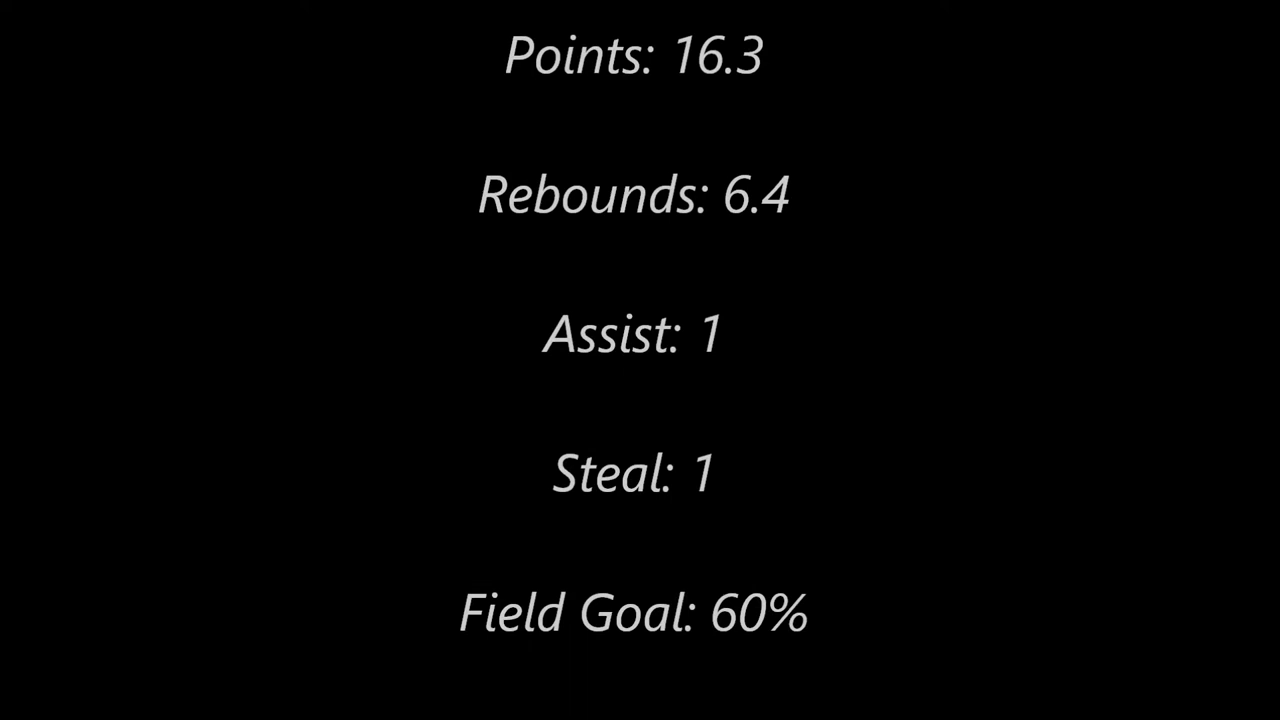 Points: 16.3
Rebounds: 6.4
Assist: 1
Steal: 1
Field Goal: 60%